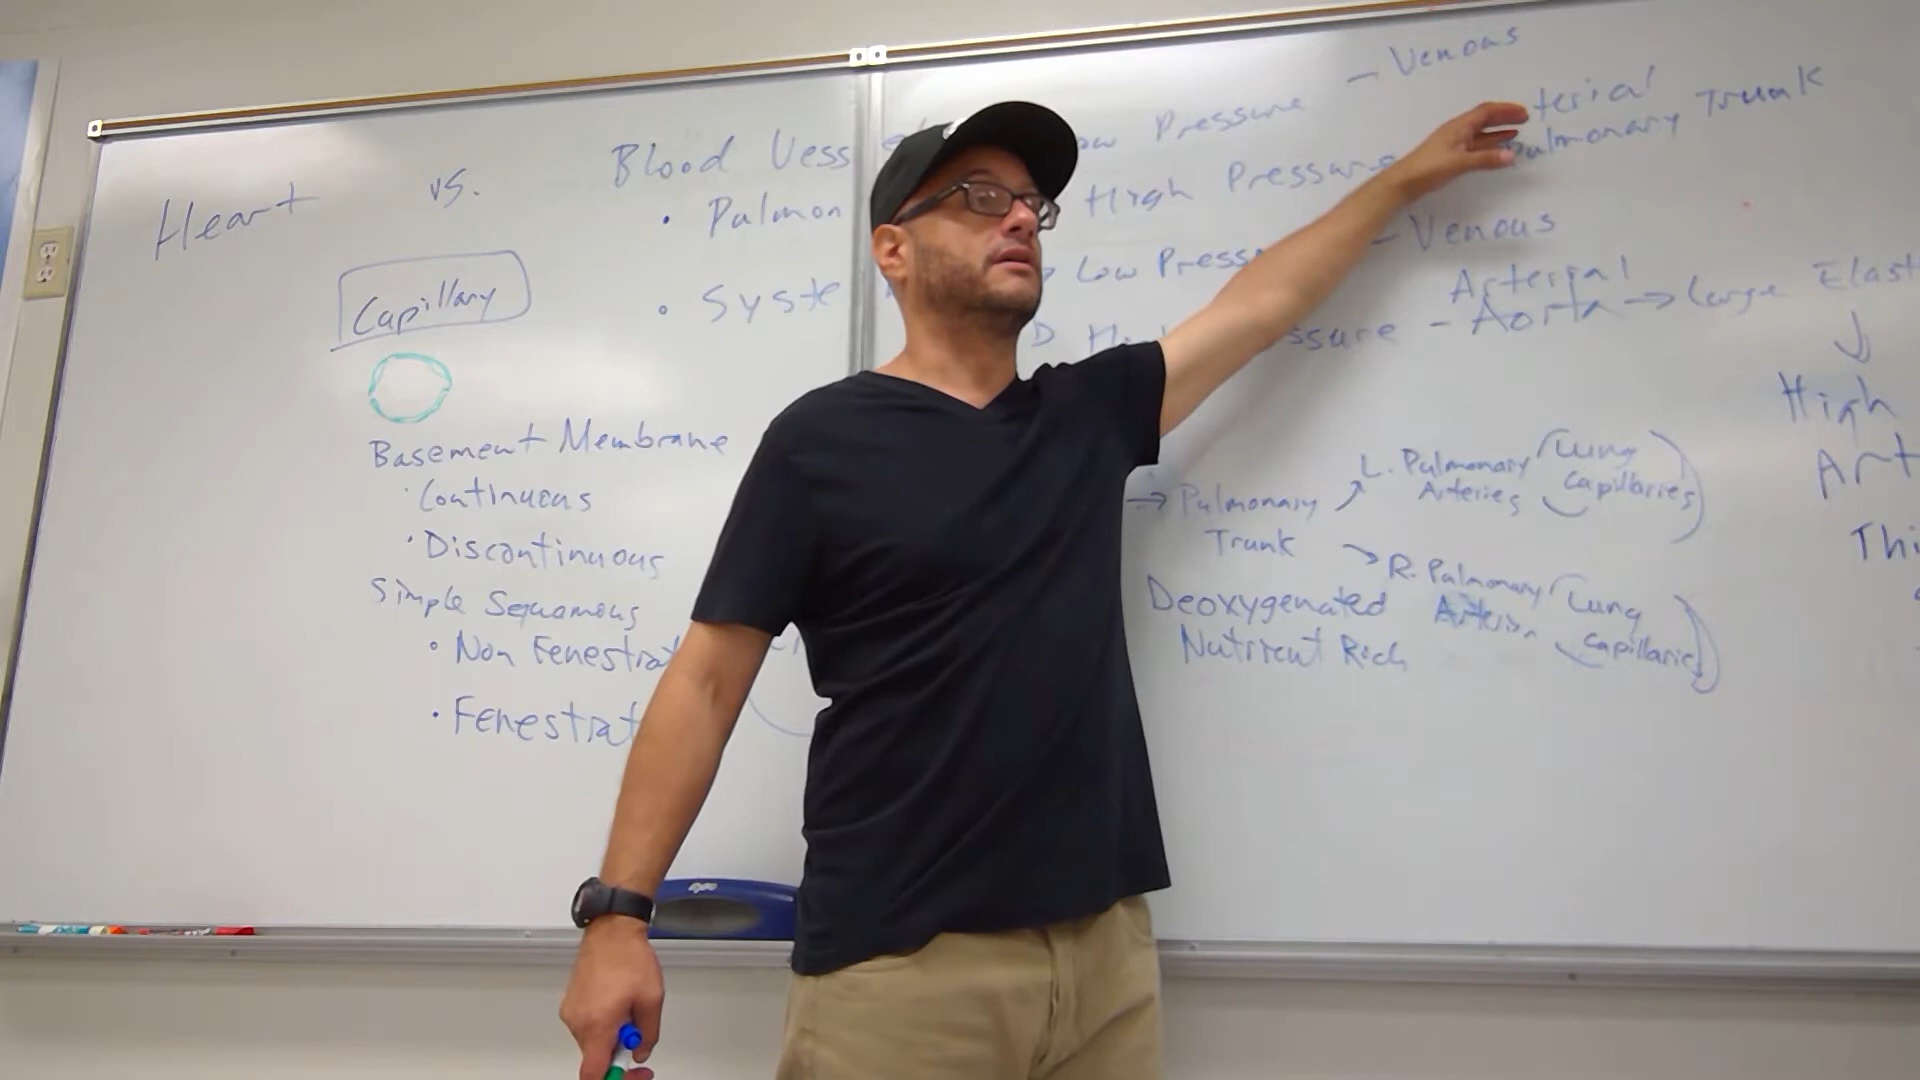 Heart vs. Blood Vess
• Pulmon
• Syste
Low Pressure - Venous
High Pressure
terial
Pulmonary Trunk
Low Press - Venous
Arterial
ssure - Aorta → Large Elast
↓
High
Art
Thi
Capillary
Basement Membrane
· Continuous
· Discontinuous
Simple Squamous
• Non Fenestrat
• Fenestrat
→ Pulmonary
Trunk
L. Pulmonary
Arteries
Lung
Capillaries
R. Pulmonary
Lung
capillaries
Deoxygenated
Nutrient Rich
expo